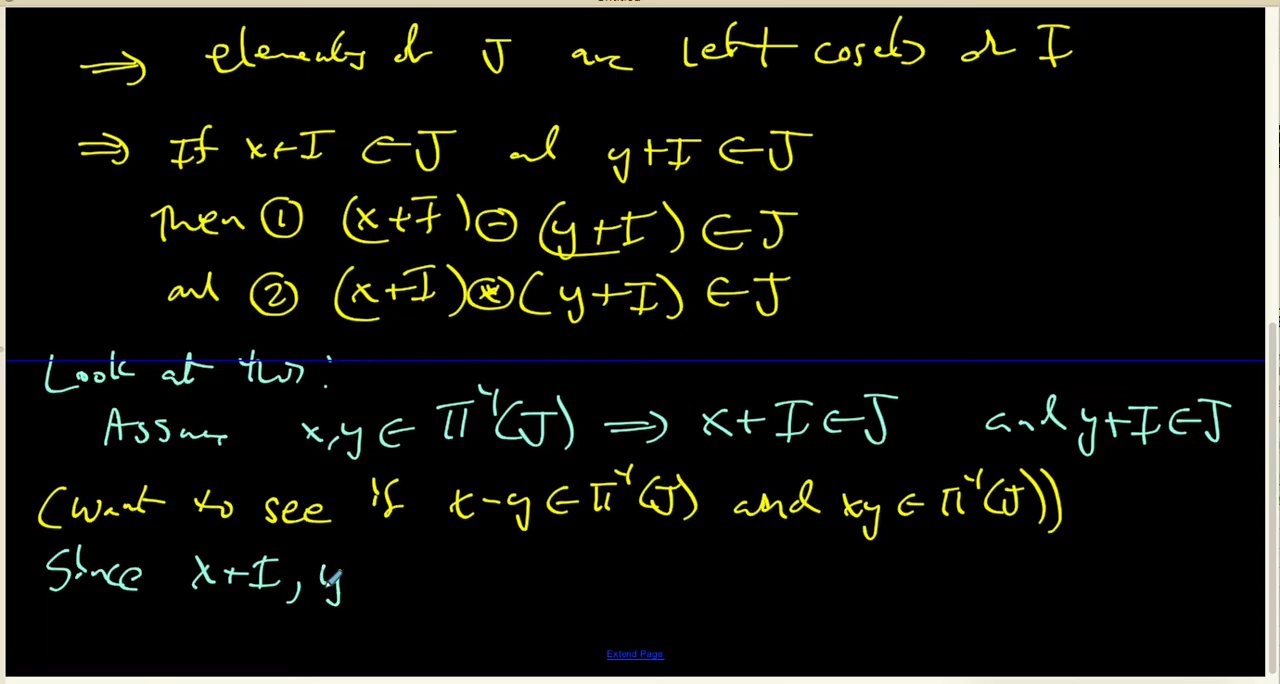 ⇒ elements of J are left cosets of I
⇒ If x+I ∈ J and y+I ∈ J
Then ① (x+I) ⊖ (y+I) ∈ J
and ② (x+I) ⊛ (y+I) ∈ J
Look at this:
Assume x,y ∈ π⁻¹(J) ⇒ x+I ∈ J and y+I ∈ J
(want to see if x-y ∈ π⁻¹(J) and xy ∈ π⁻¹(J))
Since x+I, y
Extend Page